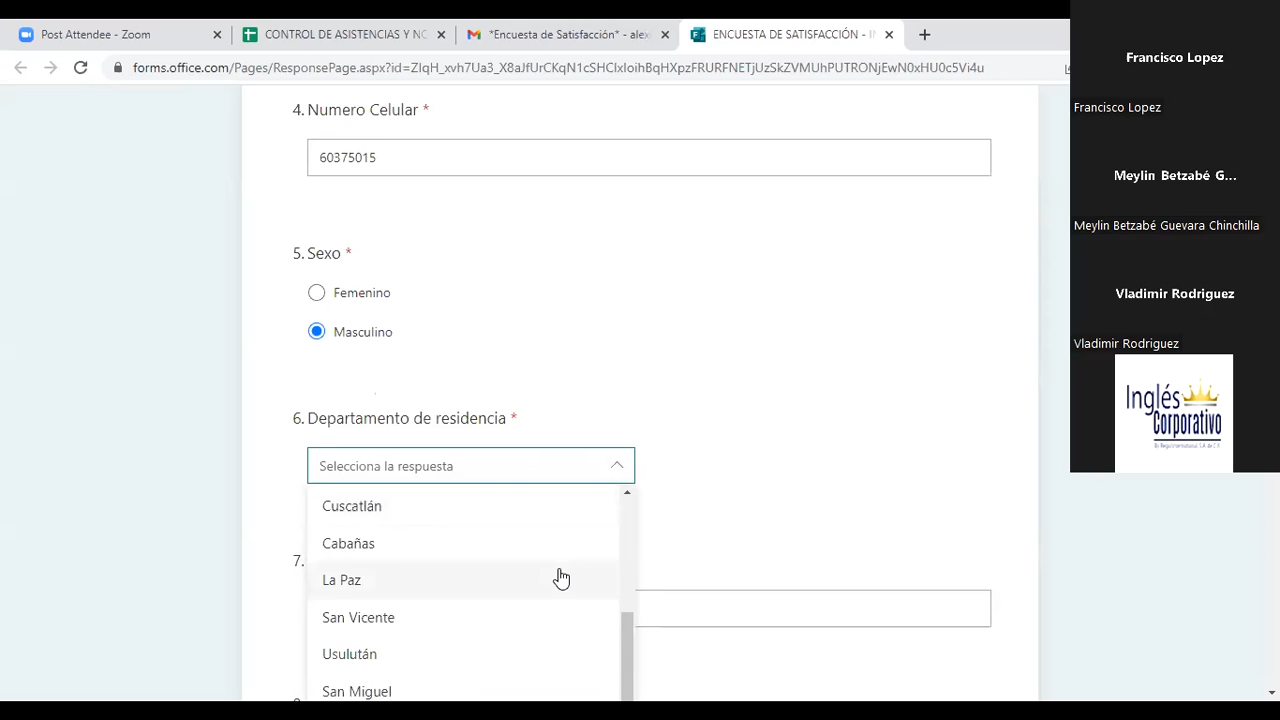 Post Attendee - Zoom
CONTROL DE ASISTENCIAS Y NC
*Encuesta de Satisfacción* - alex
ENCUESTA DE SATISFACCIÓN - I
forms.office.com/Pages/ResponsePage.aspx?id=ZIqH_xvh7Ua3_X8aJfUrCKqN1cSHCIxIoihBqHXpzFRURFNETjUzSkZVMUhPUTRONjEwN0xHU0c5Vi4u
4. Numero Celular *
60375015
5. Sexo *
Femenino
Masculino
6. Departamento de residencia *
Selecciona la respuesta
Cuscatlán
Cabañas
7.
La Paz
San Vicente
Usulután
San Miguel
Francisco Lopez
Francisco Lopez
Meylin Betzabé G...
Meylin Betzabé Guevara Chinchilla
Vladimir Rodriguez
Vladimir Rodriguez
Inglés
Corporativo